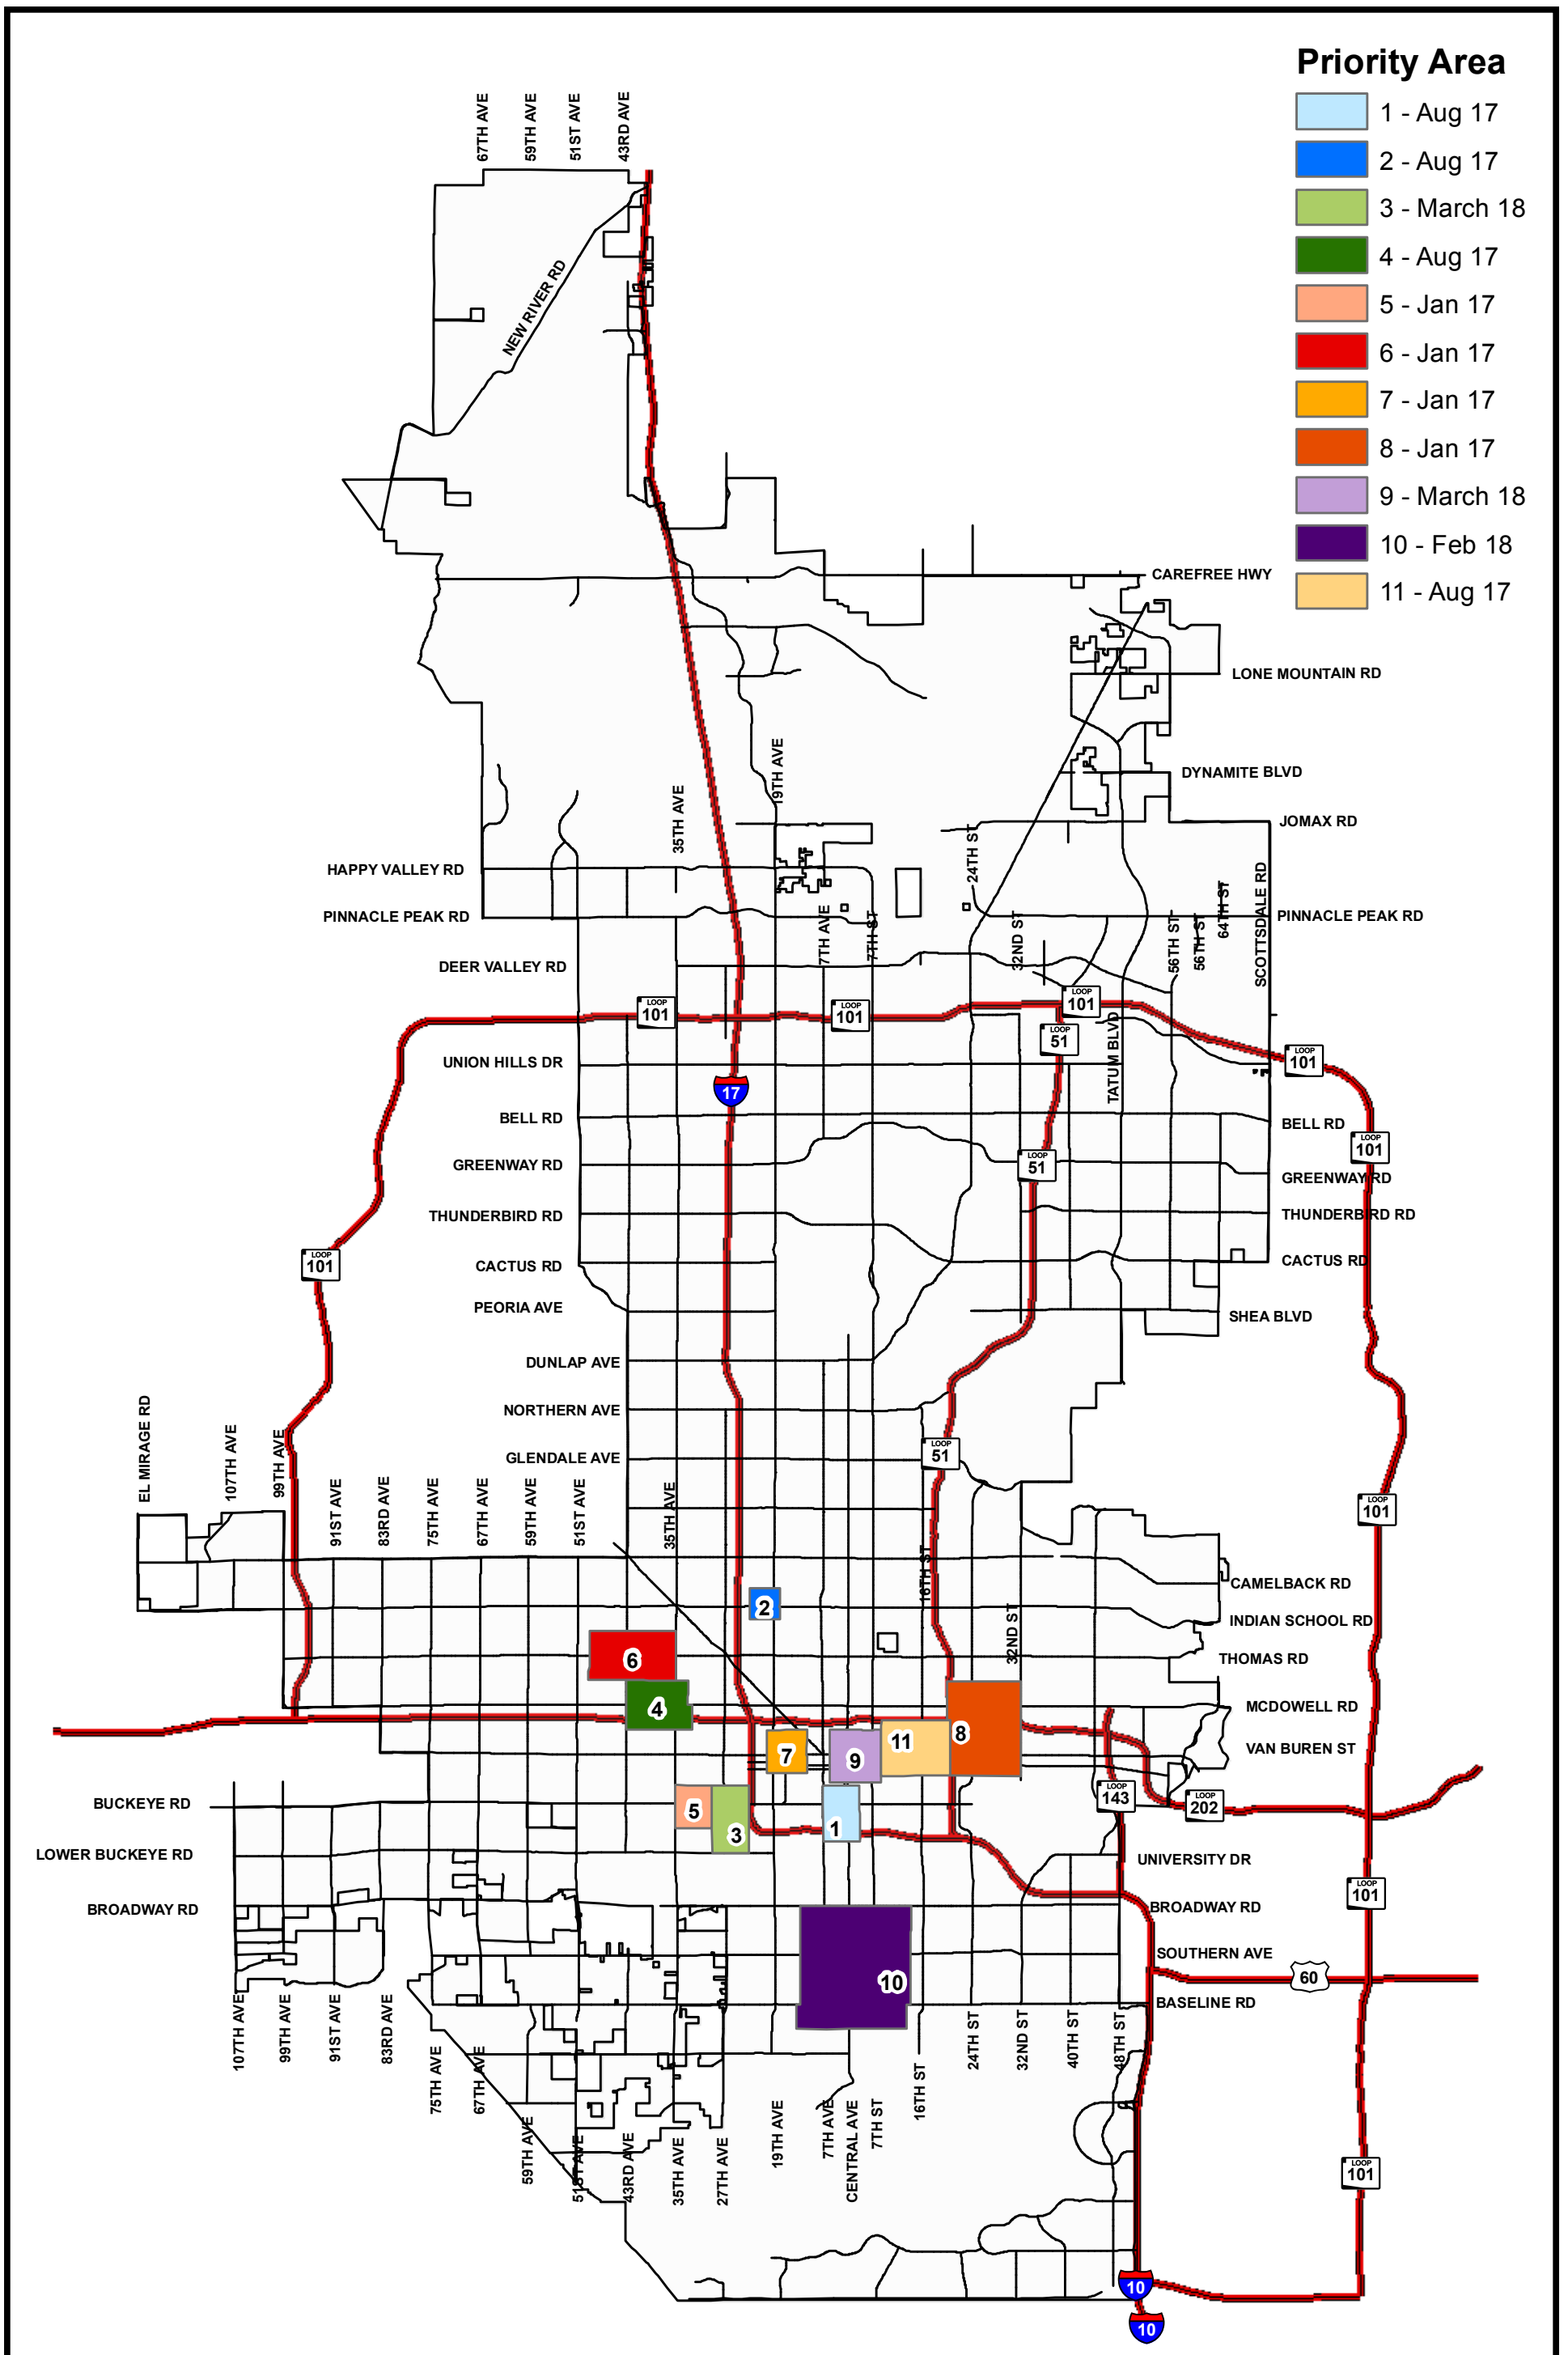 Priority Area
1 - Aug 17
2 - Aug 17
3 - March 18
4 - Aug 17
5 - Jan 17
6 - Jan 17
7 - Jan 17
8 - Jan 17
9 - March 18
10 - Feb 18
11 - Aug 17
67TH AVE
59TH AVE
51ST AVE
43RD AVE
NEW RIVER RD
CAREFREE HWY
LONE MOUNTAIN RD
19TH AVE
DYNAMITE BLVD
35TH AVE
JOMAX RD
24TH ST
HAPPY VALLEY RD
SCOTTSDALE RD
64TH ST
PINNACLE PEAK RD
7TH AVE
7TH ST
32ND ST
56TH ST
56TH ST
PINNACLE PEAK RD
DEER VALLEY RD
LOOP
101
LOOP
101
LOOP
101
LOOP
51
TATUM BLVD
UNION HILLS DR
LOOP
101
17
BELL RD
BELL RD
LOOP
101
GREENWAY RD
LOOP
51
GREENWAY RD
THUNDERBIRD RD
THUNDERBIRD RD
LOOP
101
CACTUS RD
CACTUS RD
PEORIA AVE
SHEA BLVD
DUNLAP AVE
NORTHERN AVE
GLENDALE AVE
LOOP
51
EL MIRAGE RD
107TH AVE
99TH AVE
91ST AVE
83RD AVE
75TH AVE
67TH AVE
59TH AVE
51ST AVE
35TH AVE
LOOP
101
16TH ST
CAMELBACK RD
2
INDIAN SCHOOL RD
32ND ST
6
THOMAS RD
4
MCDOWELL RD
7
9
11
8
VAN BUREN ST
BUCKEYE RD
5
3
1
LOOP
143
LOOP
202
LOWER BUCKEYE RD
UNIVERSITY DR
LOOP
101
BROADWAY RD
BROADWAY RD
SOUTHERN AVE
10
60
BASELINE RD
107TH AVE
99TH AVE
91ST AVE
83RD AVE
75TH AVE
67TH AVE
59TH AVE
51ST AVE
43RD AVE
35TH AVE
27TH AVE
19TH AVE
7TH AVE
CENTRAL AVE
7TH ST
16TH ST
24TH ST
32ND ST
40TH ST
48TH ST
LOOP
101
10
10